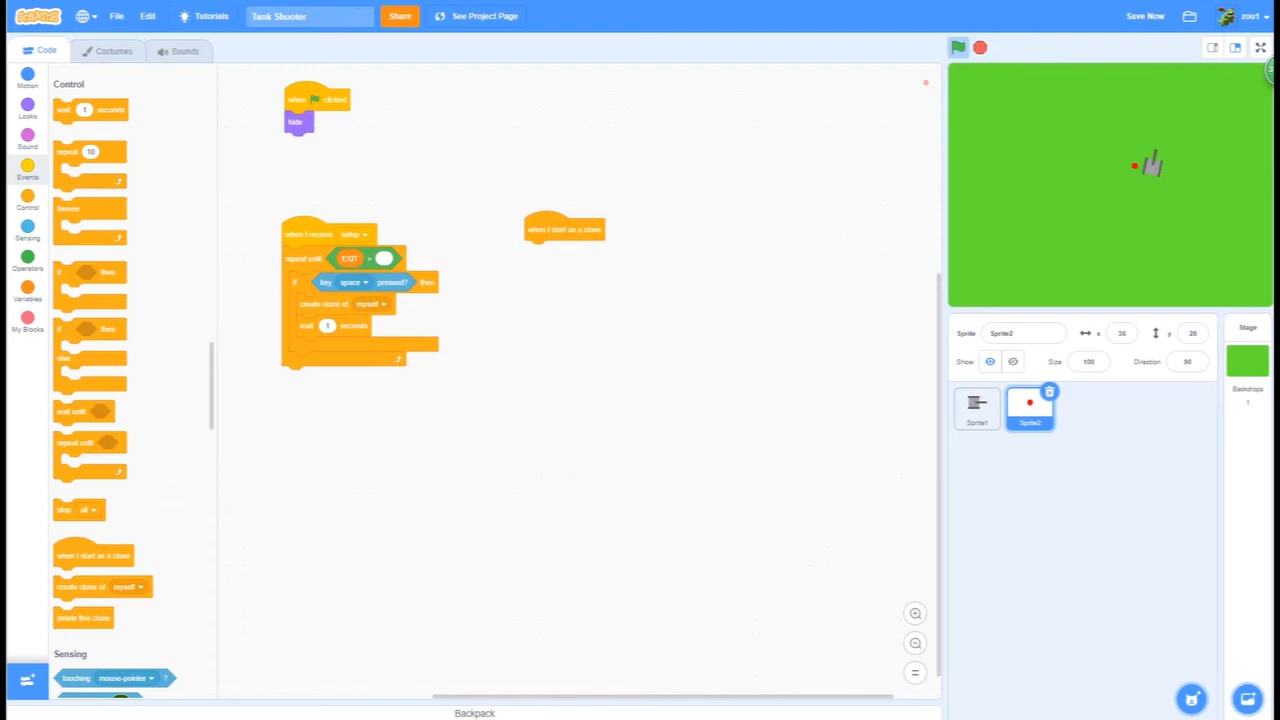 SCRATCH File Edit Tutorials Tank Shooter Share See Project Page Save Now zou1
Code Costumes Sounds
Motion
Looks
Sound
Events
Control
Sensing
Operators
Variables
My Blocks
Control
wait 1 seconds
repeat 10
forever
if then
if then
else
wait until
repeat until
stop all
when I start as a clone
create clone of myself
delete this clone
Sensing
touching mouse-pointer ?
when clicked
hide
when I receive setup
repeat until EXIT >
if key space pressed? then
create clone of myself
wait 1 seconds
when I start as a clone
Sprite Sprite2 x 36 y 28
Show Size 100 Direction 90
Sprite1
Sprite2
Stage
Backdrops
1
Backpack